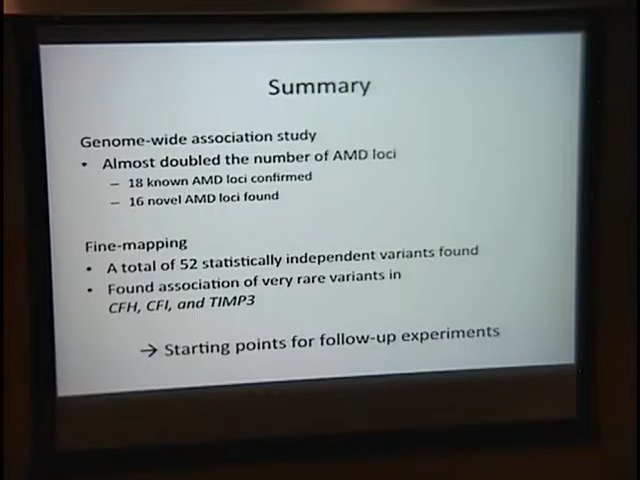 Summary
Genome-wide association study
• Almost doubled the number of AMD loci
– 18 known AMD loci confirmed
– 16 novel AMD loci found
Fine-mapping
• A total of 52 statistically independent variants found
• Found association of very rare variants in
CFH, CFI, and TIMP3
→ Starting points for follow-up experiments